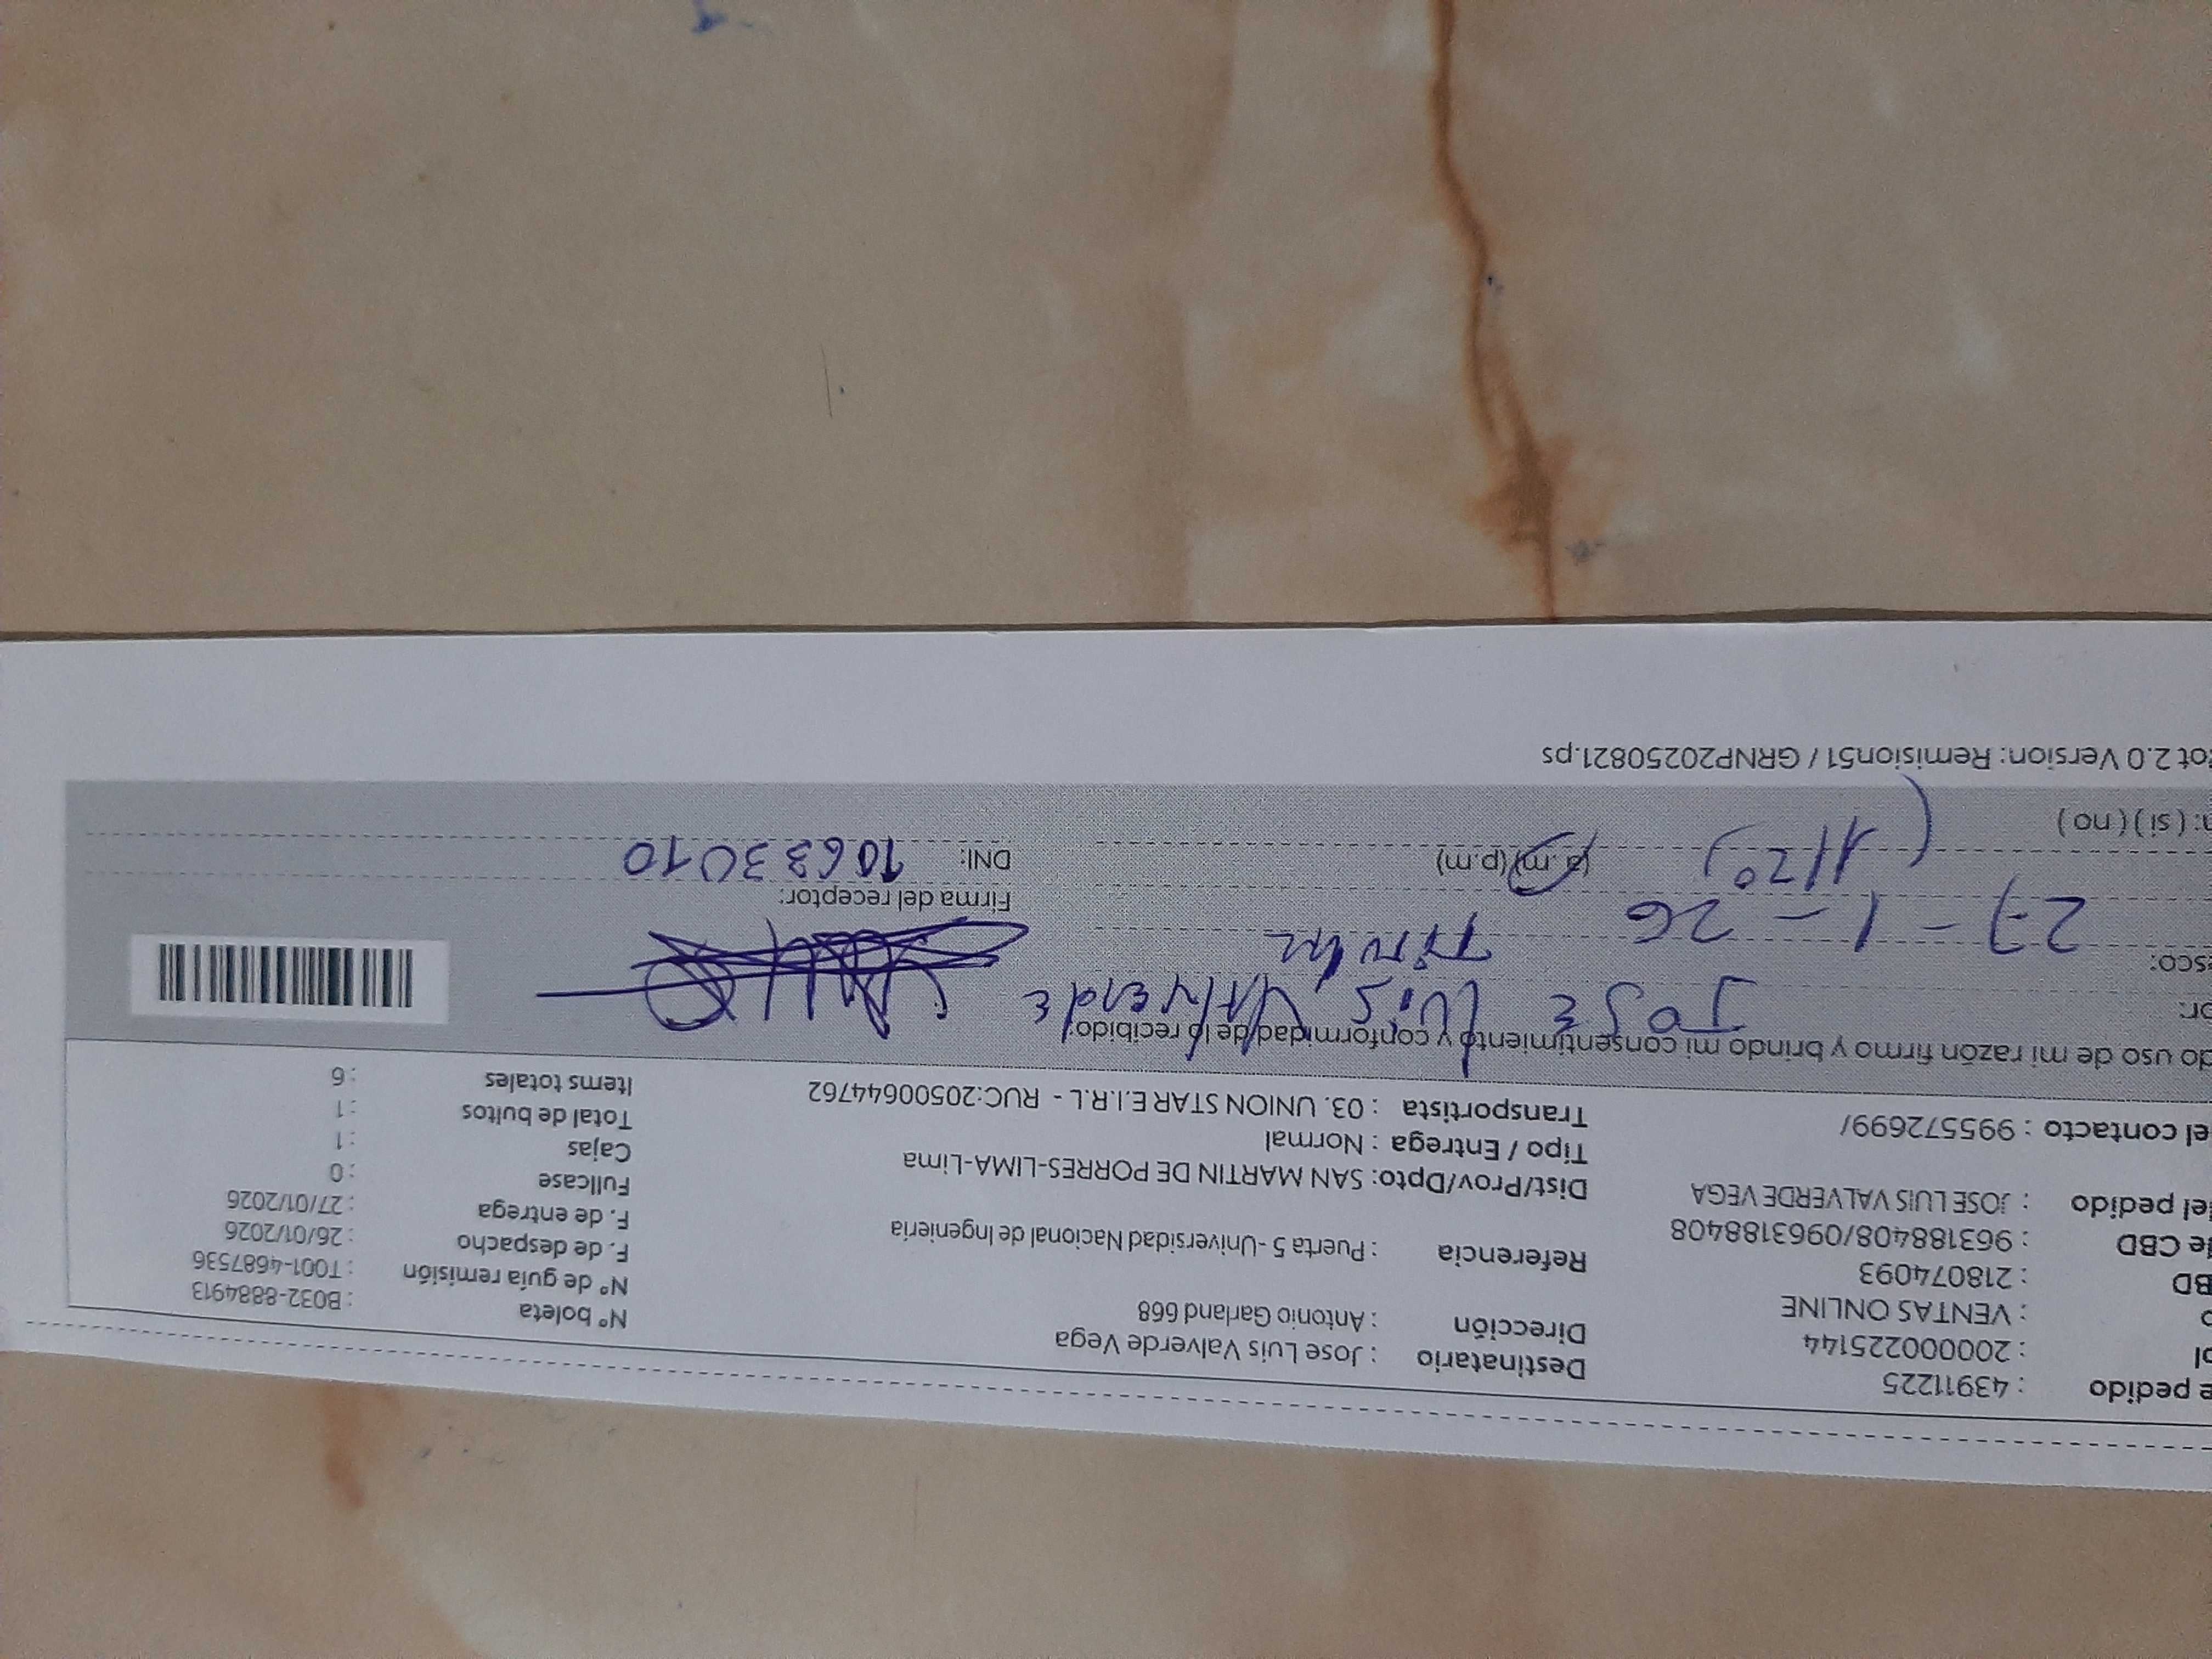 e pedido : 43911225
ol : 200000225144
P : VENTAS ONLINE
BD : 218074093
de CBD : 963188408/0963188408
del pedido : JOSE LUIS VALVERDE VEGA
el contacto : 995572699/
Destinatario : Jose Luis Valverde Vega
Dirección : Antonio Garland 668
Referencia : Puerta 5 -Universidad Nacional de Ingenieria
Dist/Prov/Dpto: SAN MARTIN DE PORRES-LIMA-Lima
Tipo / Entrega : Normal
Transportista : 03. UNION STAR E.I.R.L - RUC:20500644762
N° boleta : B032-8884913
N° de guía remisión : T001-4687536
F. de despacho : 26/01/2026
F. de entrega : 27/01/2026
Fullcase : 0
Cajas : 1
Total de bultos : 1
Items totales : 6
do uso de mi razón firmo y brindo mi consentimiento y conformidad de lo recibido:
or: JOSE LUIS VALVERDE
esco: Titular
27-1-26
1120 (a.m) (p.m)
Firma del receptor:
DNI: 10633010
a: ( si ) ( no )
ot 2.0 Version: Remision51 / GRNP20250821.ps